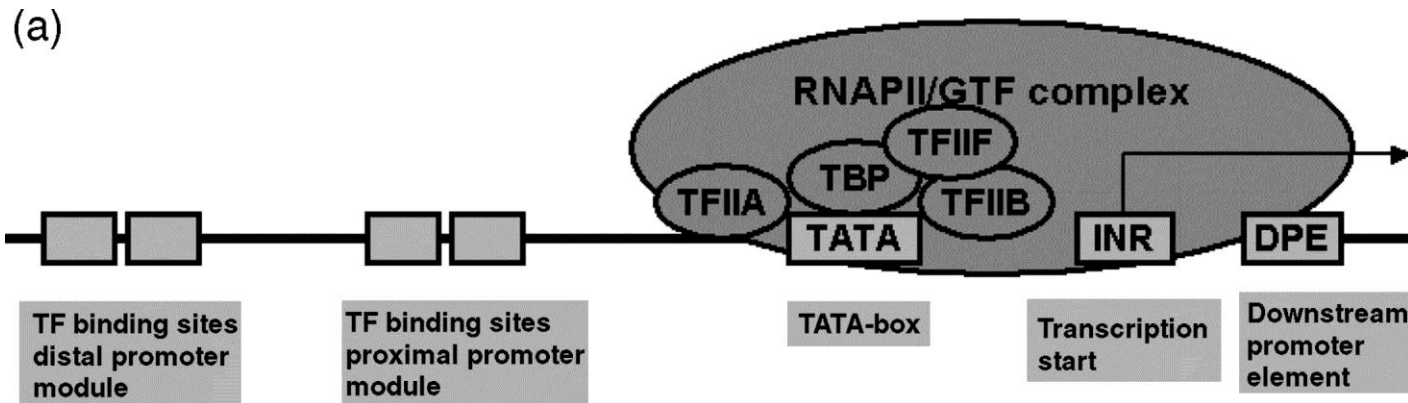 (a)
RNAPII/GTF complex
TFIIF
TBP
TFIIA
TFIIB
TATA
INR
DPE
TF binding sites
distal promoter
module
TF binding sites
proximal promoter
module
TATA-box
Transcription
start
Downstream
promoter
element